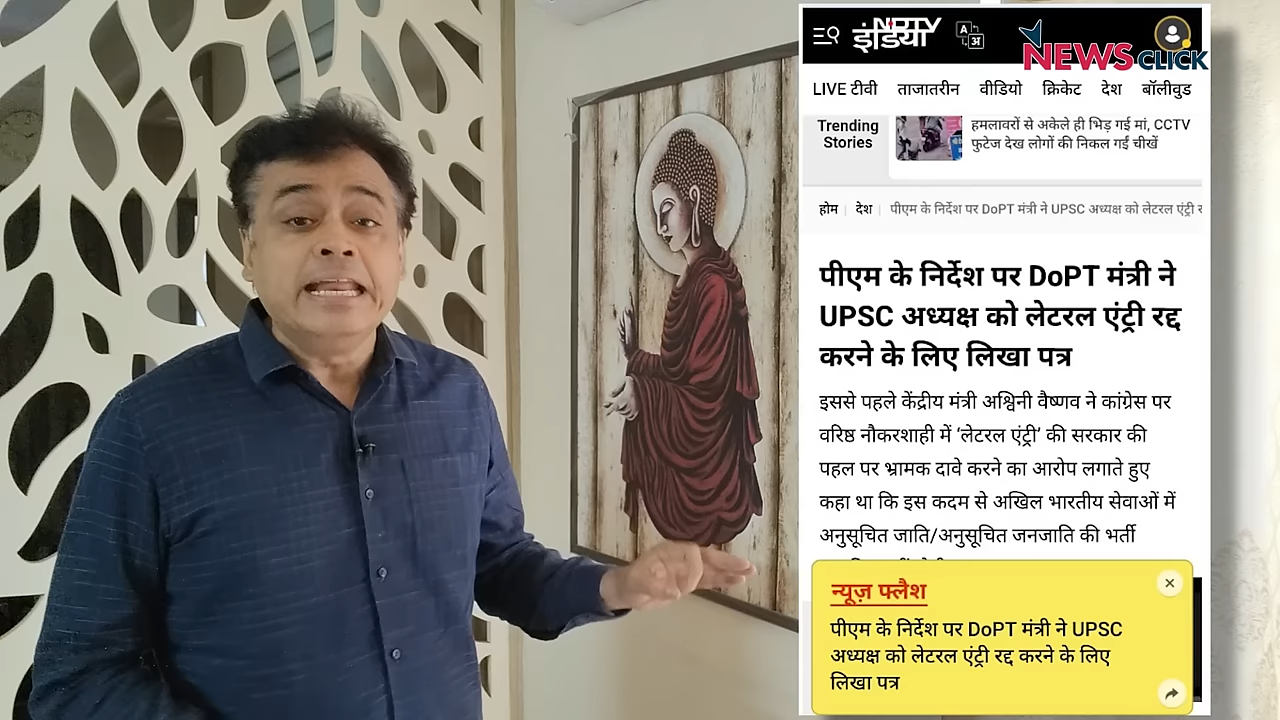 NDTV
इंडिया
A
अ
NEWSCLICK
LIVE टीवी ताजातरीन वीडियो क्रिकेट देश बॉलीवुड
Trending
Stories
हमलावरों से अकेले ही भिड़ गई मां, CCTV
फुटेज देख लोगों की निकल गईं चीखें
होम देश पीएम के निर्देश पर DoPT मंत्री ने UPSC अध्यक्ष को लेटरल एंट्री
पीएम के निर्देश पर DoPT मंत्री ने
UPSC अध्यक्ष को लेटरल एंट्री रद्द
करने के लिए लिखा पत्र
इससे पहले केंद्रीय मंत्री अश्विनी वैष्णव ने कांग्रेस पर
वरिष्ठ नौकरशाही में ‘लेटरल एंट्री’ की सरकार की
पहल पर भ्रामक दावे करने का आरोप लगाते हुए
कहा था कि इस कदम से अखिल भारतीय सेवाओं में
अनुसूचित जाति/अनुसूचित जनजाति की भर्ती
न्यूज़ फ्लैश
पीएम के निर्देश पर DoPT मंत्री ने UPSC
अध्यक्ष को लेटरल एंट्री रद्द करने के लिए
लिखा पत्र